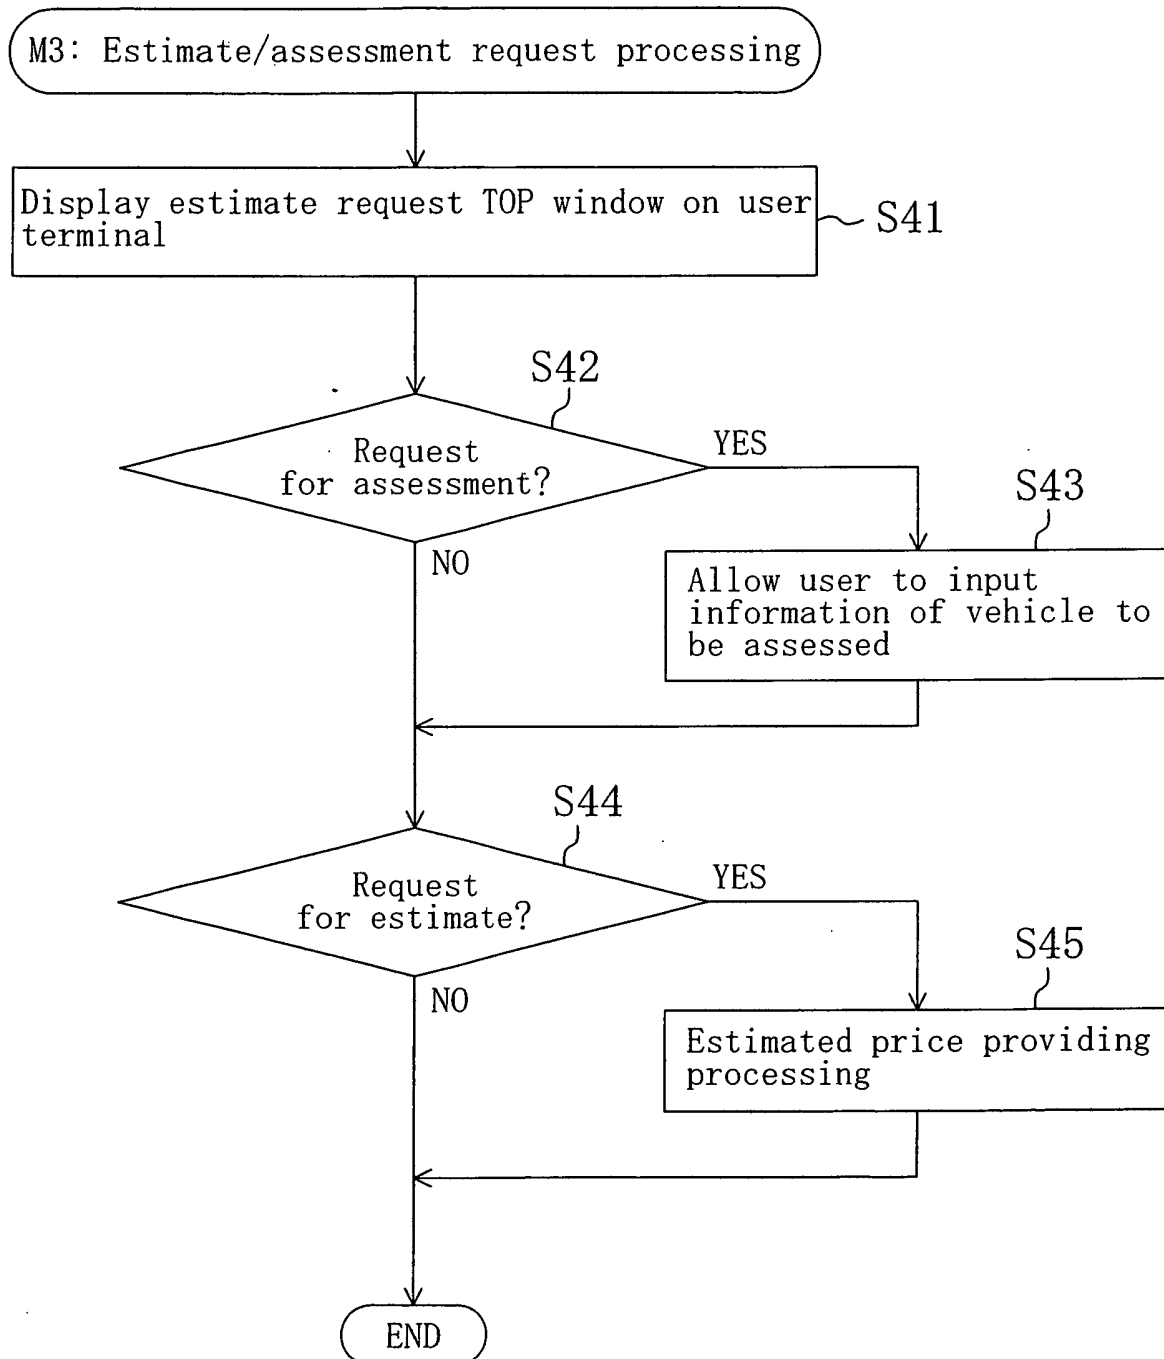 M3: Estimate/assessment request processing
Display estimate request TOP window on user
terminal
S41
S42
Request
for assessment?
YES
NO
S43
Allow user to input
information of vehicle to
be assessed
S44
Request
for estimate?
YES
NO
S45
Estimated price providing
processing
END